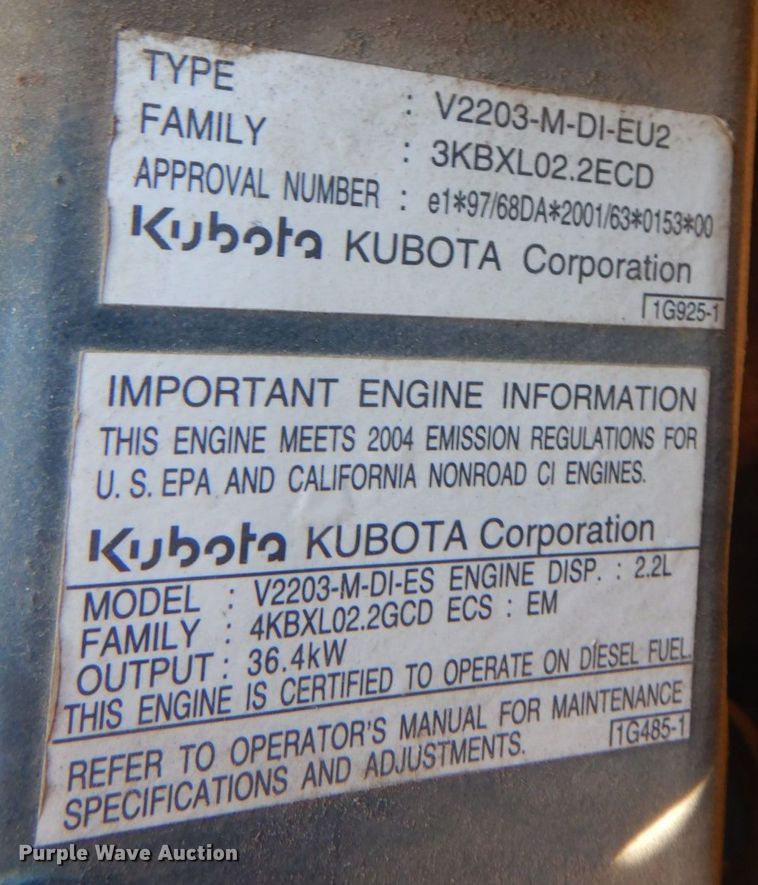 TYPE : V2203-M-DI-EU2
FAMILY : 3KBXL02.2ECD
APPROVAL NUMBER : e1*97/68DA*2001/63*0153*00
Kubota KUBOTA Corporation
1G925-1
IMPORTANT ENGINE INFORMATION
THIS ENGINE MEETS 2004 EMISSION REGULATIONS FOR
U. S. EPA AND CALIFORNIA NONROAD CI ENGINES.
Kubota KUBOTA Corporation
MODEL : V2203-M-DI-ES ENGINE DISP. : 2.2L
FAMILY : 4KBXL02.2GCD ECS : EM
OUTPUT : 36.4kW
THIS ENGINE IS CERTIFIED TO OPERATE ON DIESEL FUEL.
REFER TO OPERATOR'S MANUAL FOR MAINTENANCE
SPECIFICATIONS AND ADJUSTMENTS.
1G485-1
Purple Wave Auction